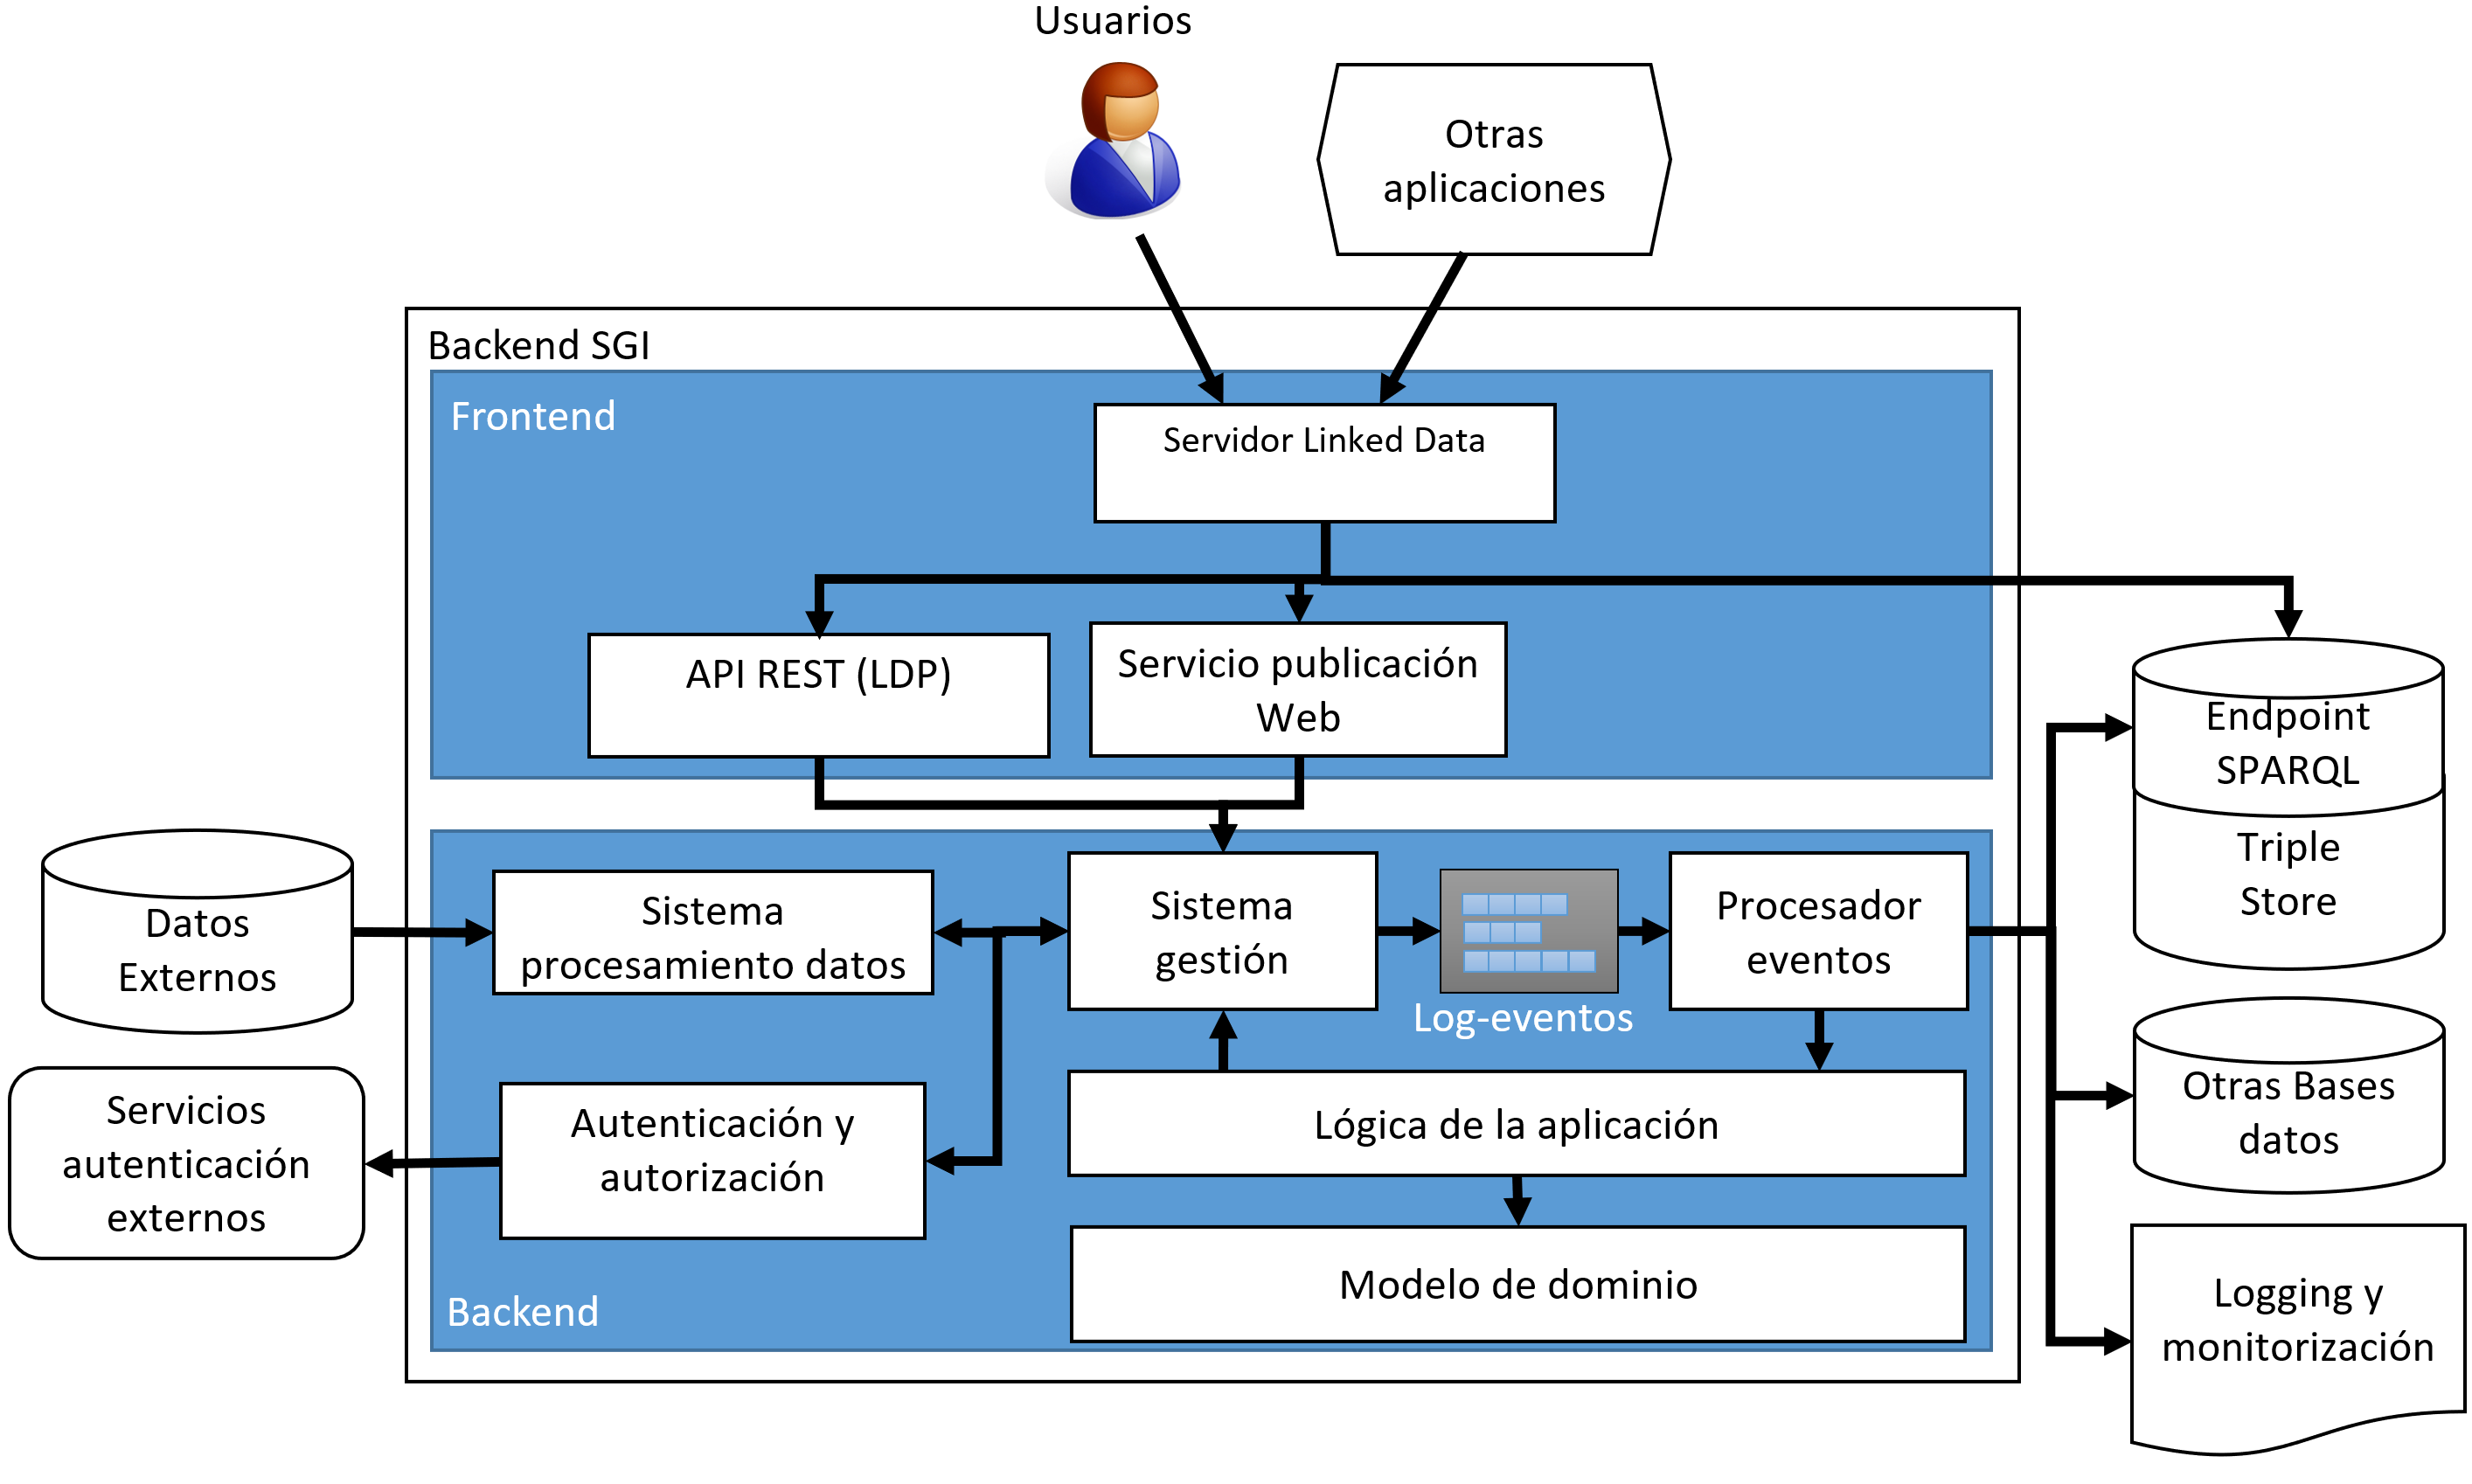 Usuarios
Otras
aplicaciones
Backend SGI
Frontend
Servidor Linked Data
API REST (LDP)
Servicio publicación
Web
Endpoint
SPARQL
Triple
Store
Datos
Externos
Sistema
procesamiento datos
Sistema
gestión
Log-eventos
Procesador
eventos
Servicios
autenticación
externos
Autenticación y
autorización
Lógica de la aplicación
Otras Bases
datos
Modelo de dominio
Backend
Logging y
monitorización